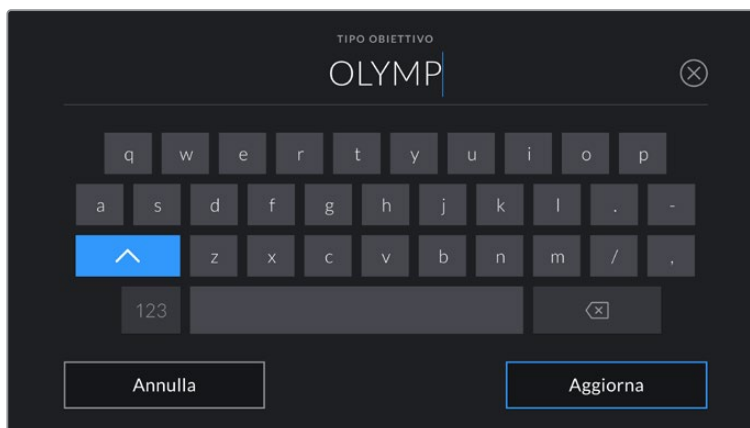 TIPO OBIETTIVO
OLYMP
q w e r t y u i o p
a s d f g h j k l . -
z x c v b n m / ,
123
Annulla Aggiorna